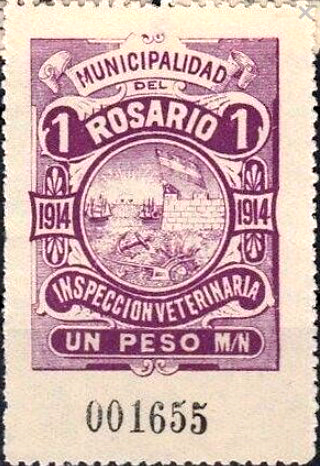 MUNICIPALIDAD
DEL
1 ROSARIO 1
1914 1914
INSPECCION VETERINARIA
UN PESO M/N
001655